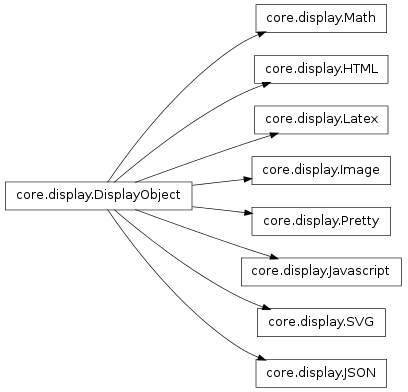 core.display.Math
core.display.HTML
core.display.Latex
core.display.Image
core.display.DisplayObject
core.display.Pretty
core.display.Javascript
core.display.SVG
core.display.JSON